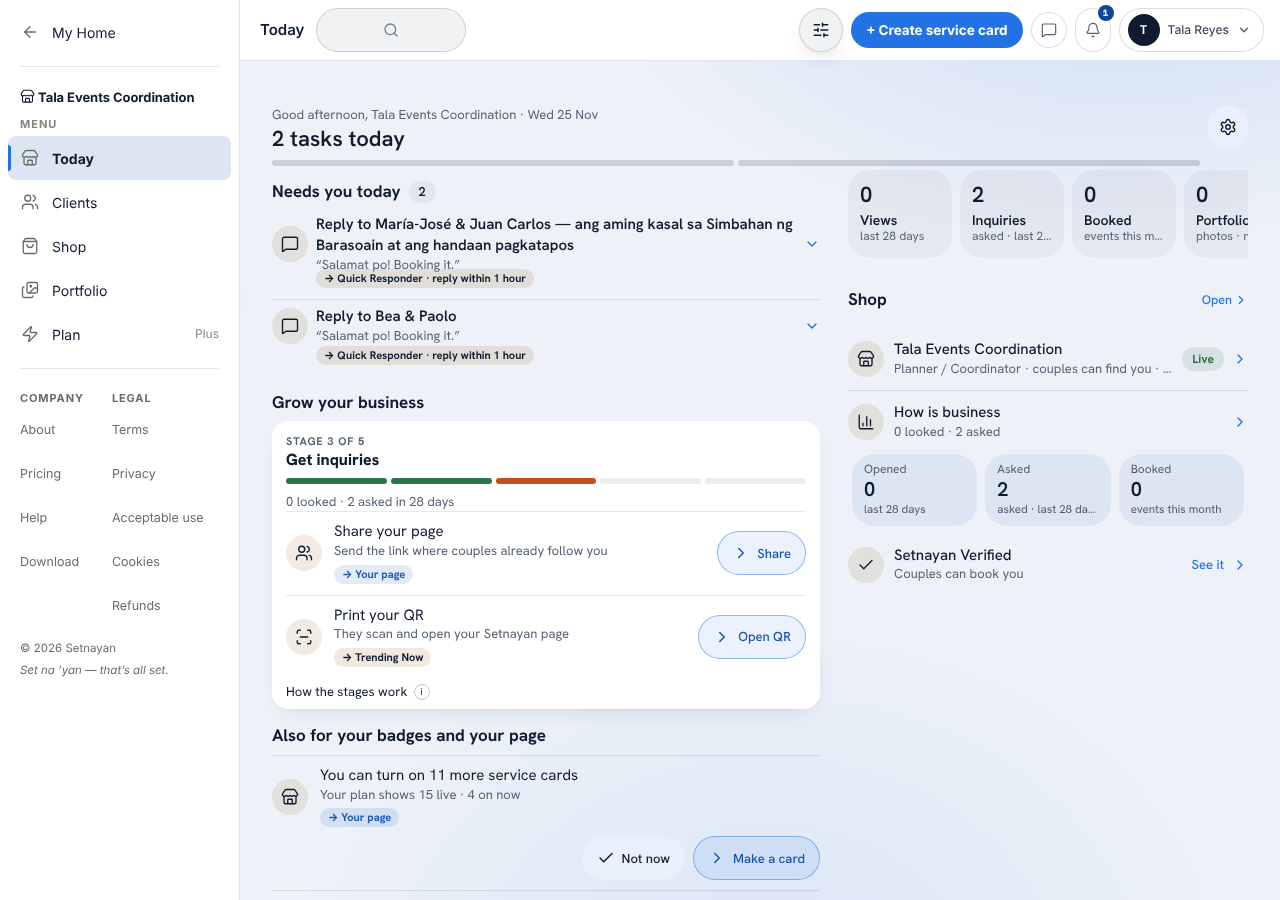 My Home
Tala Events Coordination
MENU
Today
Clients
Shop
Portfolio
Plan
Plus
COMPANY
LEGAL
About
Terms
Pricing
Privacy
Help
Acceptable use
Download
Cookies
Refunds
© 2026 Setnayan
Set na 'yan — that's all set.
Today
+ Create service card
1
T
Tala Reyes
Good afternoon, Tala Events Coordination · Wed 25 Nov
2 tasks today
Needs you today 2
Reply to María-José & Juan Carlos — ang aming kasal sa Simbahan ng
Barasoain at ang handaan pagkatapos
“Salamat po! Booking it.”
→ Quick Responder · reply within 1 hour
Reply to Bea & Paolo
“Salamat po! Booking it.”
→ Quick Responder · reply within 1 hour
Grow your business
STAGE 3 OF 5
Get inquiries
0 looked · 2 asked in 28 days
Share your page
Send the link where couples already follow you
→ Your page
Share
Print your QR
They scan and open your Setnayan page
→ Trending Now
Open QR
How the stages work i
Also for your badges and your page
You can turn on 11 more service cards
Your plan shows 15 live · 4 on now
→ Your page
Not now
Make a card
0
Views
last 28 days
2
Inquiries
asked · last 2...
0
Booked
events this m...
0
Portfolio
photos ·
Shop
Open
Tala Events Coordination
Planner / Coordinator · couples can find you · ...
Live
How is business
0 looked · 2 asked
Opened
0
last 28 days
Asked
2
asked · last 28 da...
Booked
0
events this month
Setnayan Verified
Couples can book you
See it